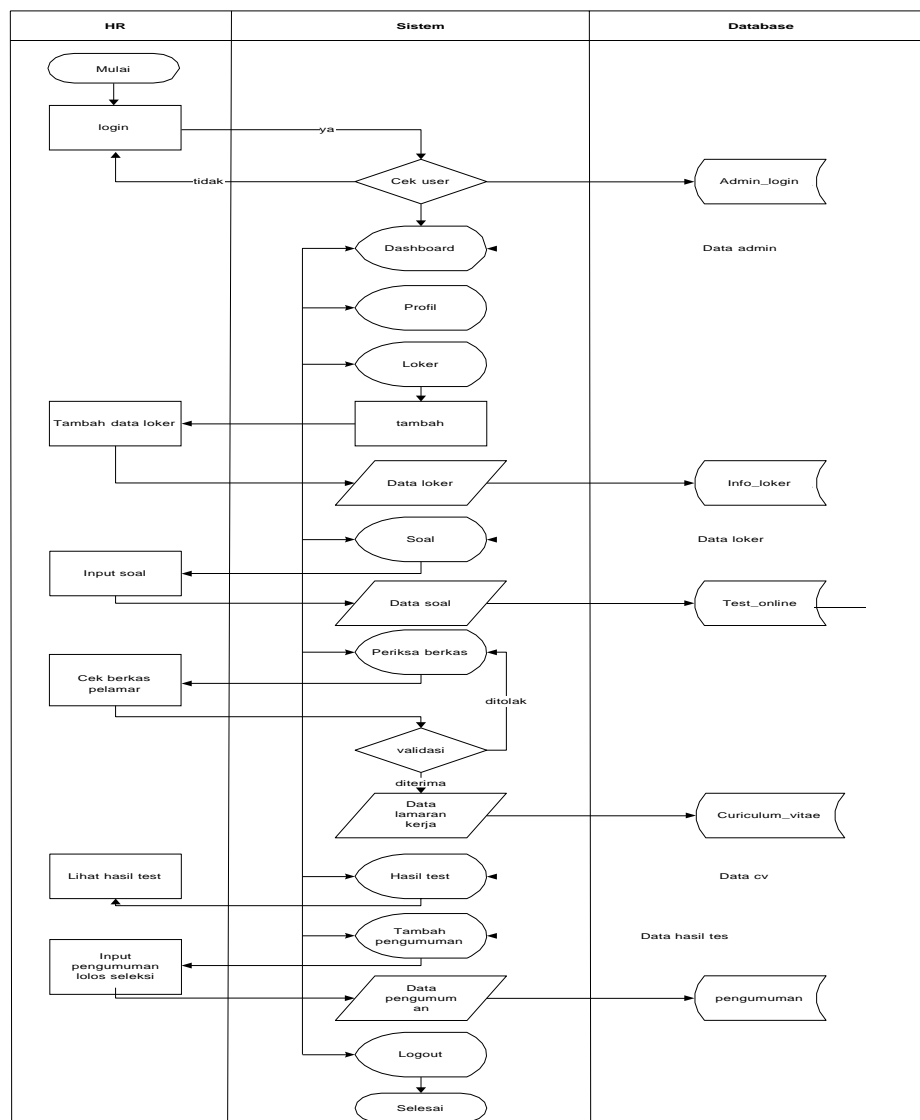 HR
Sistem
Database
Mulai
login
ya
tidak
Cek user
Admin_login
Dashboard
Data admin
Profil
Loker
Tambah data loker
tambah
Data loker
Info_loker
Soal
Data loker
Input soal
Data soal
Test_online
Periksa berkas
Cek berkas
pelamar
ditolak
validasi
diterima
Data
lamaran
kerja
Curiculum_vitae
Lihat hasil test
Hasil test
Data cv
Tambah
pengumuman
Data hasil tes
Input
pengumuman
lolos seleksi
Data
pengumum
an
pengumuman
Logout
Selesai